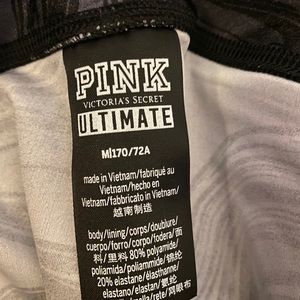 PINK
VICTORIA'S SECRET
ULTIMATE
M|170/72A
made in Vietnam/fabriqué au
Vietnam/hecho en
Vietnam/fabbricato in Vietnam/
越南制造
body/lining/corps/doublure/
cuerpo/forro/corpo/fodera/面
料/里料 80% polyamide/
poliamida/poliammide/锦纶
20% elastane/élasthanne/
elastano/elastan/氨纶